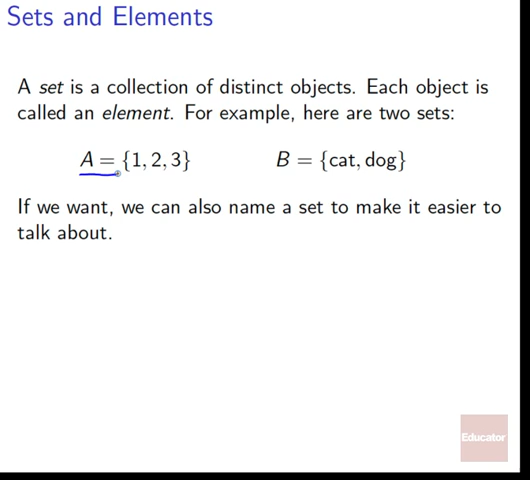 Sets and Elements
A set is a collection of distinct objects. Each object is
called an element. For example, here are two sets:
A = {1, 2, 3} B = {cat, dog}
If we want, we can also name a set to make it easier to
talk about.
Educator